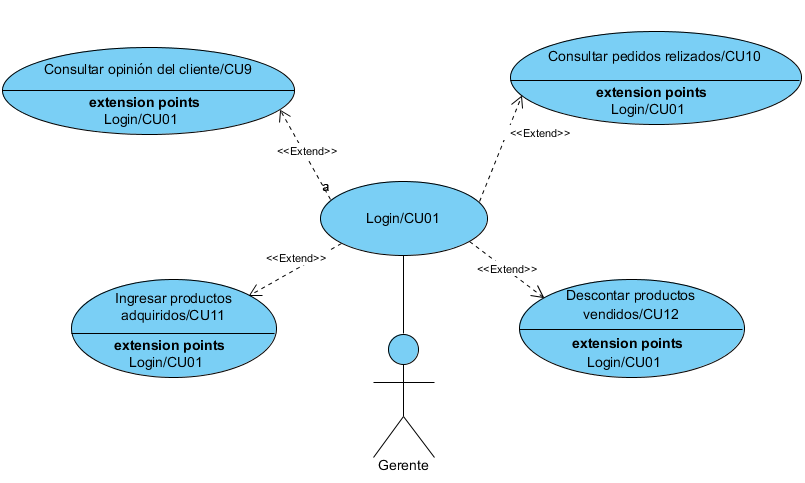 Consultar opinión del cliente/CU9
extension points
Login/CU01
Consultar pedidos relizados/CU10
extension points
Login/CU01
<<Extend>>
<<Extend>>
a
Login/CU01
<<Extend>>
<<Extend>>
Ingresar productos
adquiridos/CU11
extension points
Login/CU01
Descontar productos
vendidos/CU12
extension points
Login/CU01
Gerente